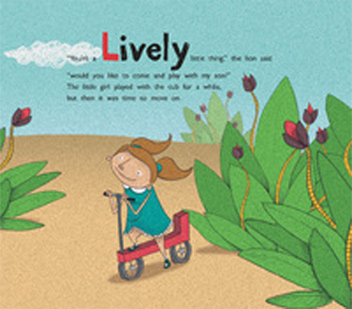 "You're a Lively little thing," the lion said
"would you like to come and play with my son?"
The little girl played with the cub for a while,
but then it was time to move on.